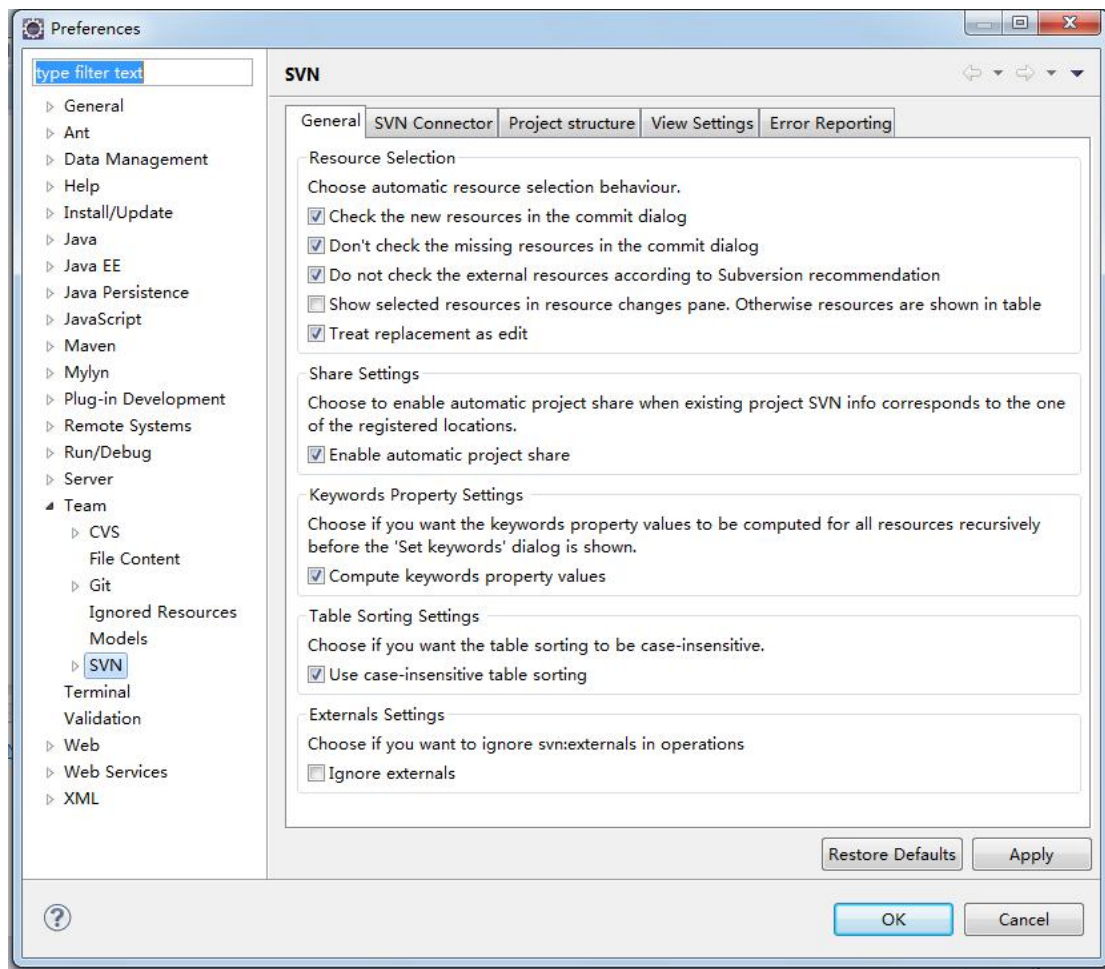 Preferences
type filter text
General
Ant
Data Management
Help
Install/Update
Java
Java EE
Java Persistence
JavaScript
Maven
Mylyn
Plug-in Development
Remote Systems
Run/Debug
Server
Team
CVS
File Content
Git
Ignored Resources
Models
SVN
Terminal
Validation
Web
Web Services
XML
SVN
General SVN Connector Project structure View Settings Error Reporting
Resource Selection
Choose automatic resource selection behaviour.
Check the new resources in the commit dialog
Don't check the missing resources in the commit dialog
Do not check the external resources according to Subversion recommendation
Show selected resources in resource changes pane. Otherwise resources are shown in table
Treat replacement as edit
Share Settings
Choose to enable automatic project share when existing project SVN info corresponds to the one
of the registered locations.
Enable automatic project share
Keywords Property Settings
Choose if you want the keywords property values to be computed for all resources recursively
before the 'Set keywords' dialog is shown.
Compute keywords property values
Table Sorting Settings
Choose if you want the table sorting to be case-insensitive.
Use case-insensitive table sorting
Externals Settings
Choose if you want to ignore svn:externals in operations
Ignore externals
Restore Defaults Apply
? OK Cancel